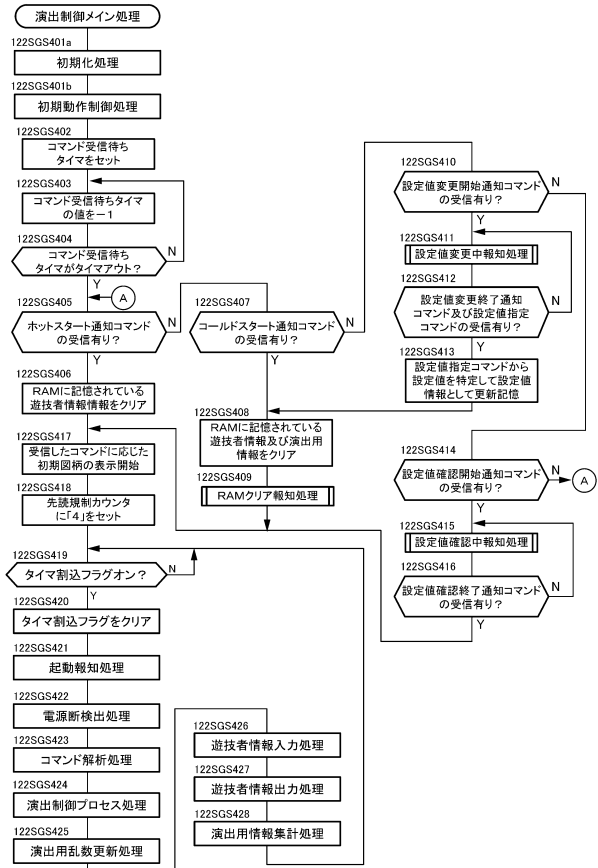 演出制御メイン処理
122SGS401a
初期化処理
122SGS401b
初期動作制御処理
122SGS402
コマンド受信待ち
タイマをセット
122SGS403
コマンド受信待ちタイマ
の値を－１
122SGS404
コマンド受信待ち
タイマがタイムアウト？
N
Y
A
122SGS405
ホットスタート通知コマンド
の受信有り？
N
Y
122SGS406
RAMに記憶されている
遊技者情報情報をクリア
122SGS417
受信したコマンドに応じた
初期図柄の表示開始
122SGS418
先読規制カウンタ
に「４」をセット
122SGS419
タイマ割込フラグオン？
N
Y
122SGS420
タイマ割込フラグをクリア
122SGS421
起動報知処理
122SGS422
電源断検出処理
122SGS423
コマンド解析処理
122SGS424
演出制御プロセス処理
122SGS425
演出用乱数更新処理
122SGS407
コールドスタート通知コマンド
の受信有り？
N
Y
122SGS408
RAMに記憶されている
遊技者情報及び演出用
情報をクリア
122SGS409
RAMクリア報知処理
122SGS426
遊技者情報入力処理
122SGS427
遊技者情報出力処理
122SGS428
演出用情報集計処理
122SGS410
設定値変更開始通知コマンド
の受信有り？
N
Y
122SGS411
設定値変更中報知処理
122SGS412
設定値変更終了通知
コマンド及び設定値指定
コマンドの受信有り？
N
Y
122SGS413
設定値指定コマンドから
設定値を特定して設定値
情報として更新記憶
122SGS414
設定値確認開始通知コマンド
の受信有り？
N
A
Y
122SGS415
設定値確認中報知処理
122SGS416
設定値確認終了通知コマンド
の受信有り？
N
Y